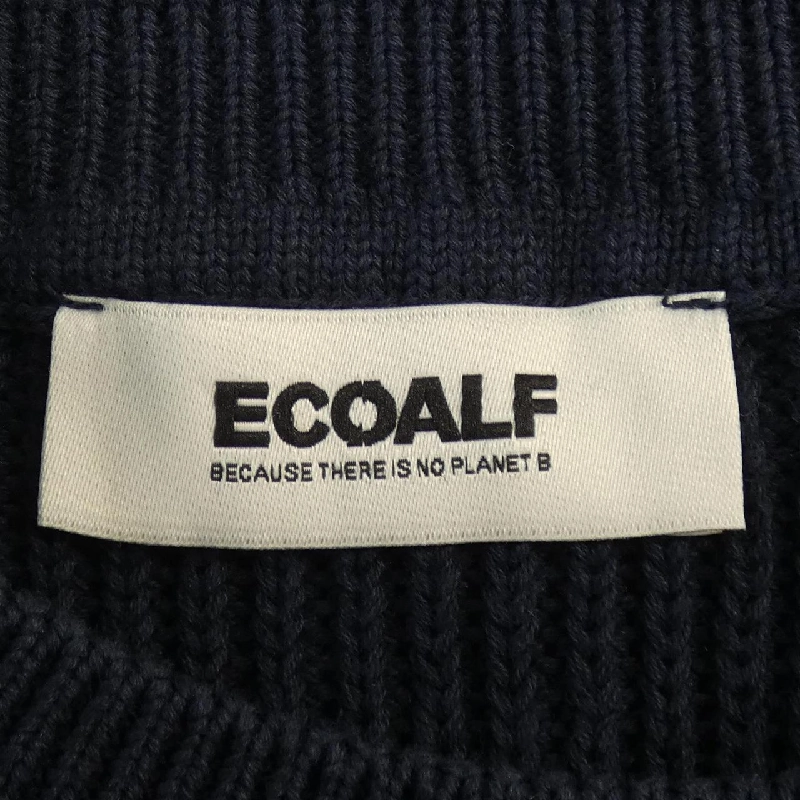 ECOALF
BECAUSE THERE IS NO PLANET B